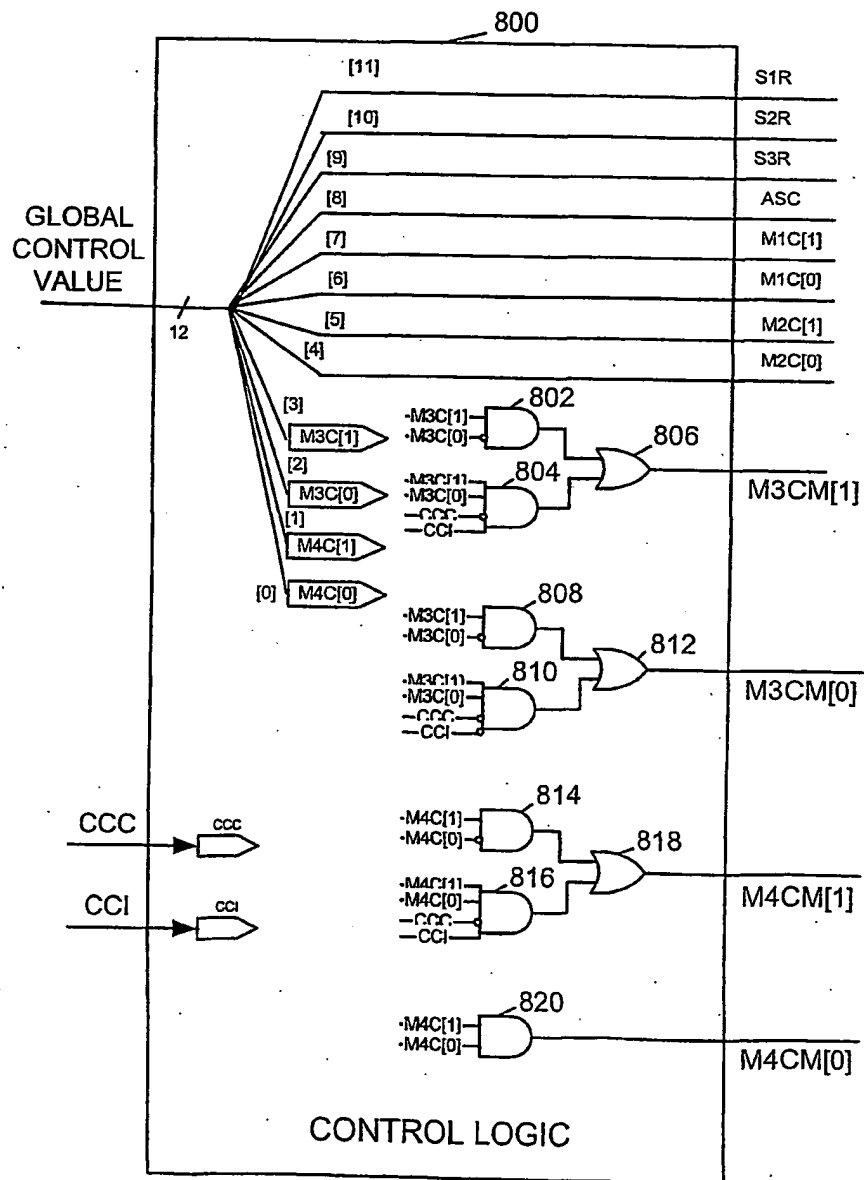 800
[11]
S1R
[10]
S2R
[9]
S3R
[8]
ASC
GLOBAL
CONTROL
VALUE
[7]
M1C[1]
[6]
M1C[0]
12
[5]
M2C[1]
[4]
M2C[0]
[3]
M3C[1]
[2]
M3C[0]
[1]
M4C[1]
[0]
M4C[0]
802
M3C[1]
M3C[0]
806
804
M3C[1]
M3C[0]
CCC
CCI
M3CM[1]
808
M3C[1]
M3C[0]
812
810
M3C[1]
M3C[0]
CCC
CCI
M3CM[0]
814
M4C[1]
M4C[0]
818
816
M4C[1]
M4C[0]
CCC
CCI
M4CM[1]
CCC
CCC
CCI
CCI
820
M4C[1]
M4C[0]
M4CM[0]
CONTROL LOGIC